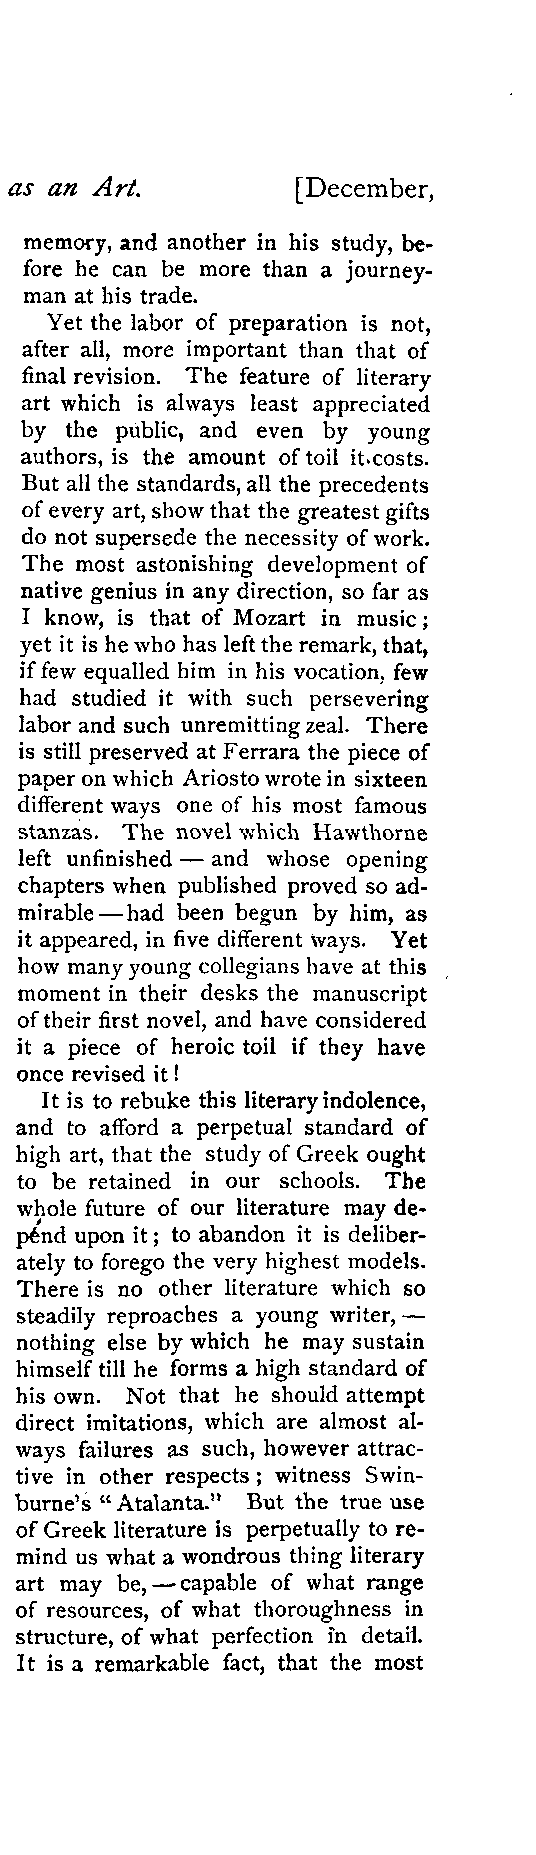 as an Art. [December,
memory, and another in his study, be-
fore he can be more than a journey-
man at his trade.
Yet the labor of preparation is not,
after all, more important than that of
final revision. The feature of literary
art which is always least appreciated
by the public, and even by young
authors, is the amount of toil it costs.
But all the standards, all the precedents
of every art, show that the greatest gifts
do not supersede the necessity of work.
The most astonishing development of
native genius in any direction, so far as
I know, is that of Mozart in music;
yet it is he who has left the remark, that,
if few equalled him in his vocation, few
had studied it with such persevering
labor and such unremitting zeal. There
is still preserved at Ferrara the piece of
paper on which Ariosto wrote in sixteen
different ways one of his most famous
stanzas. The novel which Hawthorne
left unfinished — and whose opening
chapters when published proved so ad-
mirable — had been begun by him, as
it appeared, in five different ways. Yet
how many young collegians have at this
moment in their desks the manuscript
of their first novel, and have considered
it a piece of heroic toil if they have
once revised it!
It is to rebuke this literary indolence,
and to afford a perpetual standard of
high art, that the study of Greek ought
to be retained in our schools. The
whole future of our literature may de-
pend upon it; to abandon it is deliber-
ately to forego the very highest models.
There is no other literature which so
steadily reproaches a young writer, —
nothing else by which he may sustain
himself till he forms a high standard of
his own. Not that he should attempt
direct imitations, which are almost al-
ways failures as such, however attrac-
tive in other respects; witness Swin-
burne's "Atalanta." But the true use
of Greek literature is perpetually to re-
mind us what a wondrous thing literary
art may be, — capable of what range
of resources, of what thoroughness in
structure, of what perfection in detail.
It is a remarkable fact, that the most